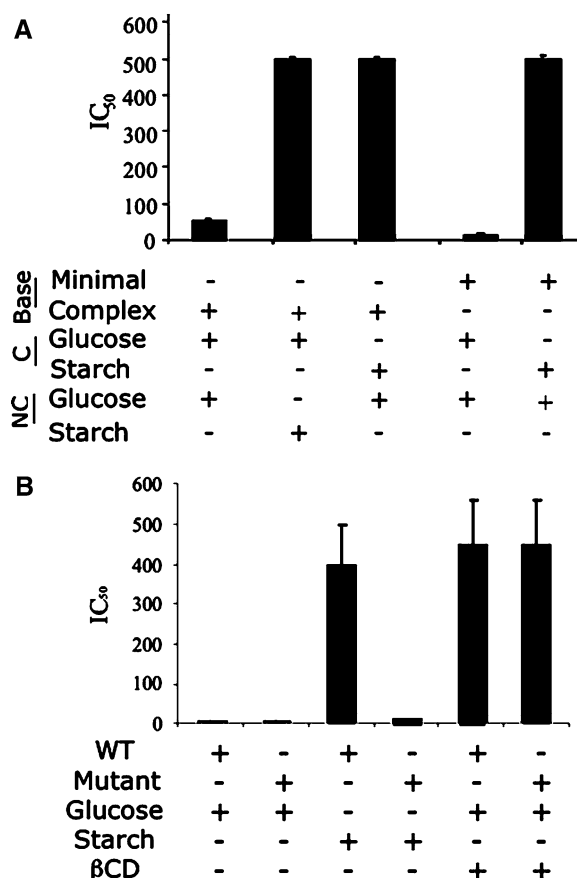 A
600
500
400
300
200
100
0
IC50
Base
C
NC
Minimal - - - + +
Complex + + + - -
Glucose + + - + -
Starch - - + - +
Glucose + - + + +
Starch - + - - -
B
600
500
400
300
200
100
0
IC50
WT + - + - + -
Mutant - + - + - +
Glucose + + - - + +
Starch - - + + - -
βCD - - - - + +